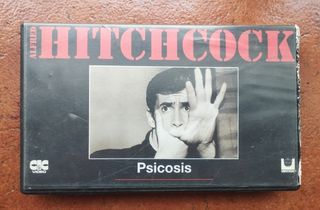 ALFRED
HITCHCOCK
Psicosis
CIC
VIDEO